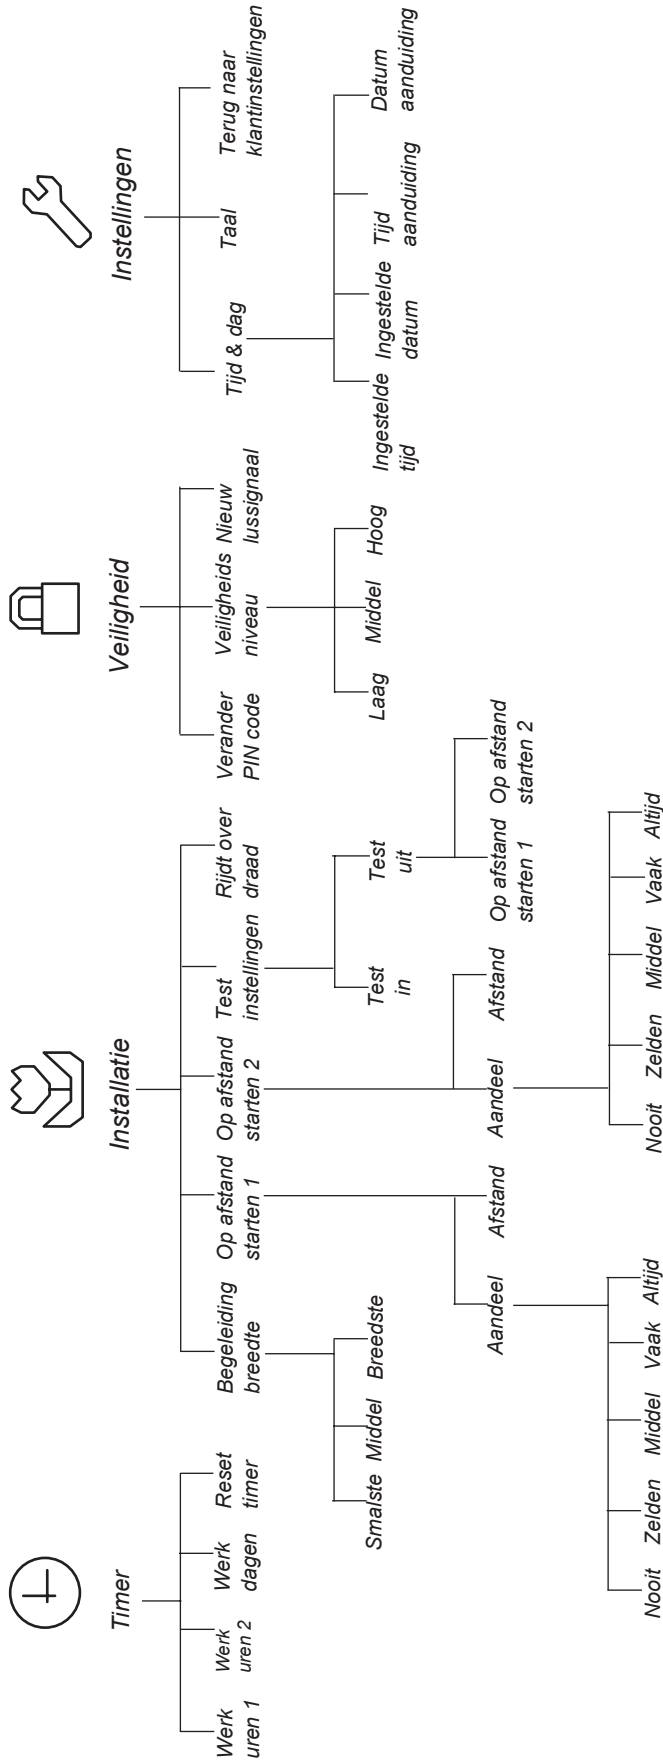 Timer
Werk
uren 1
Werk
uren 2
Werk
dagen
Reset
timer
Installatie
Begeleiding
breedte
Op afstand
starten 1
Op afstand
starten 2
Test
instellingen
Rijdt over
draad
Smalste
Middel
Breedste
Test
in
Test
uit
Aandeel
Afstand
Aandeel
Afstand
Op afstand
starten 1
Op afstand
starten 2
Nooit
Zelden
Middel
Vaak
Altijd
Nooit
Zelden
Middel
Vaak
Altijd
Veiligheid
Verander
PIN code
Veiligheids
niveau
Nieuw
lussignaal
Laag
Middel
Hoog
Instellingen
Tijd & dag
Taal
Terug naar
klantinstellingen
Ingestelde
tijd
Ingestelde
datum
Tijd
aanduiding
Datum
aanduiding